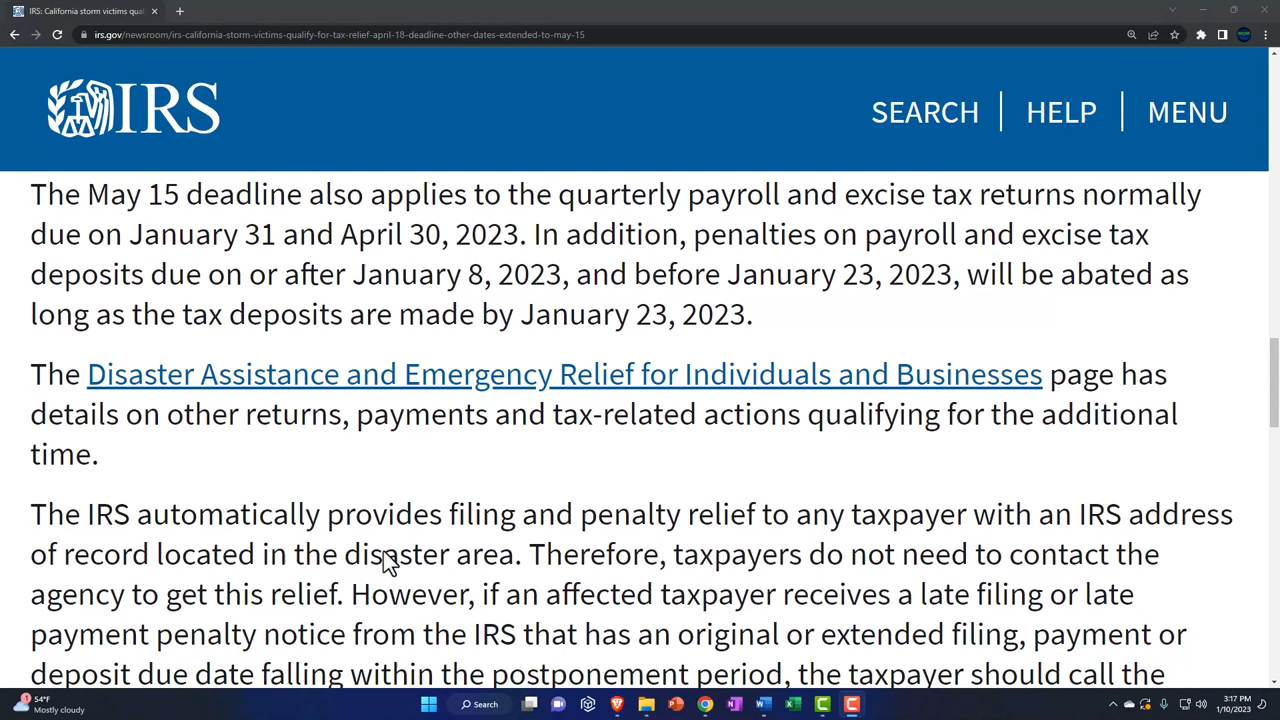 IRS: California storm victims qual
irs.gov/newsroom/irs-california-storm-victims-qualify-for-tax-relief-april-18-deadline-other-dates-extended-to-may-15
IRS
SEARCH
HELP
MENU
The May 15 deadline also applies to the quarterly payroll and excise tax returns normally
due on January 31 and April 30, 2023. In addition, penalties on payroll and excise tax
deposits due on or after January 8, 2023, and before January 23, 2023, will be abated as
long as the tax deposits are made by January 23, 2023.
The Disaster Assistance and Emergency Relief for Individuals and Businesses page has
details on other returns, payments and tax-related actions qualifying for the additional
time.
The IRS automatically provides filing and penalty relief to any taxpayer with an IRS address
of record located in the disaster area. Therefore, taxpayers do not need to contact the
agency to get this relief. However, if an affected taxpayer receives a late filing or late
payment penalty notice from the IRS that has an original or extended filing, payment or
deposit due date falling within the postponement period, the taxpayer should call the
1
54°F
Mostly cloudy
Search
3:17 PM
1/10/2023